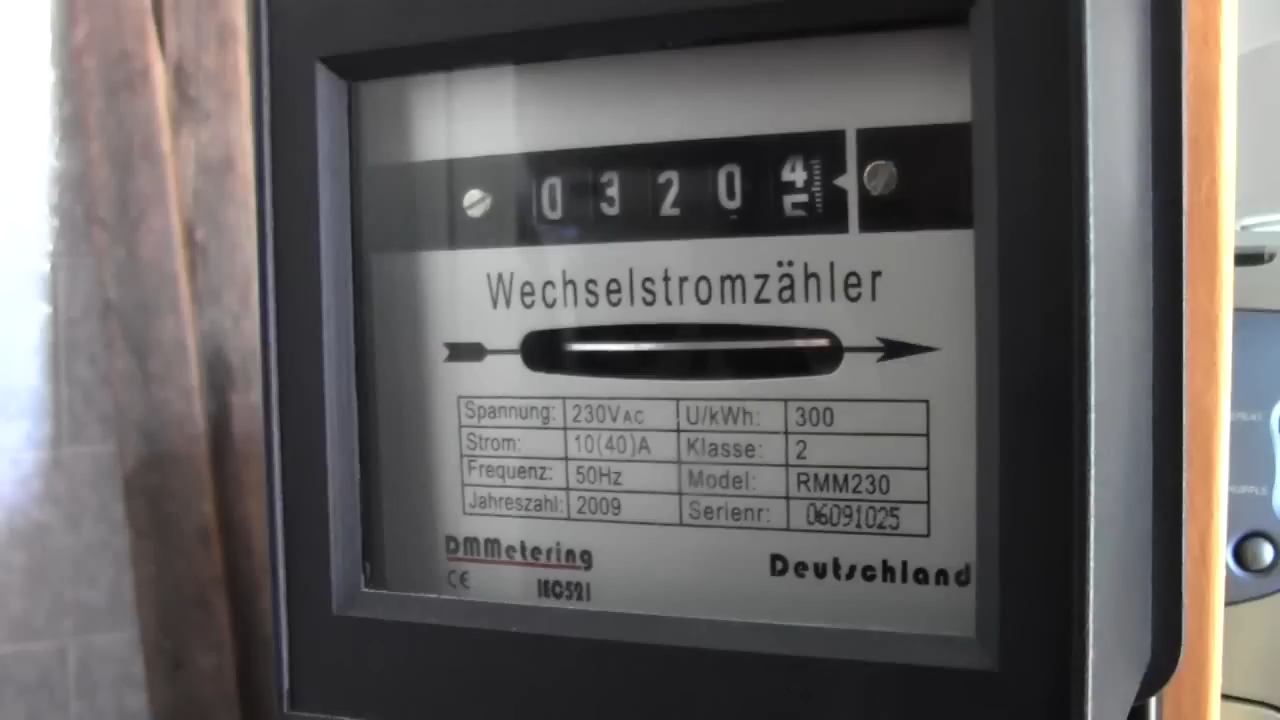 0 3 2 0 4
Wechselstromzähler
Spannung: 230VAC U/kWh: 300
Strom: 10(40)A Klasse: 2
Frequenz: 50Hz Model: RMM230
Jahreszahl: 2009 Serienr: 06091025
DMMetering Deutschland
CE IEC521